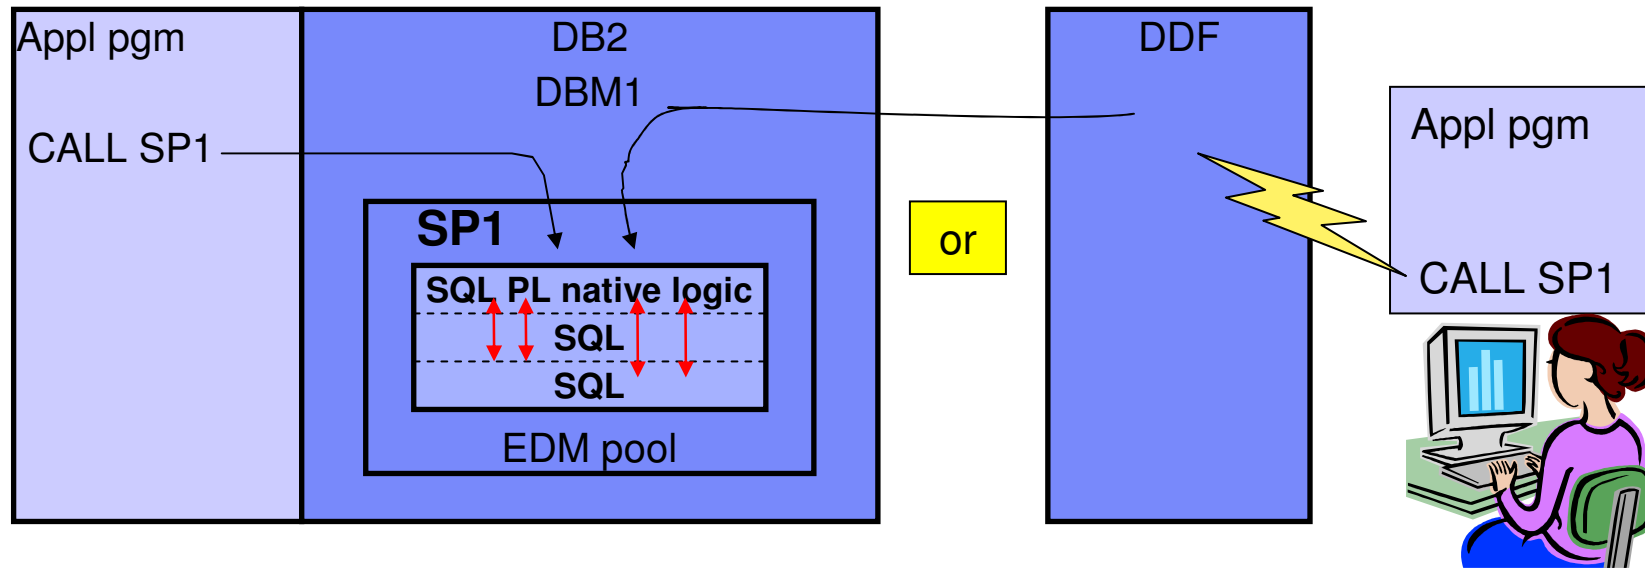 Appl pgm
DB2
DBM1
DDF
Appl pgm
CALL SP1
SP1
or
SQL PL native logic
SQL
SQL
EDM pool
CALL SP1